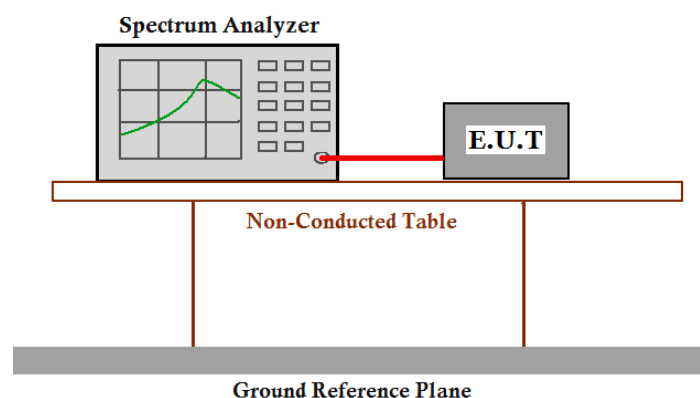 Spectrum Analyzer
E.U.T
Non-Conducted Table
Ground Reference Plane